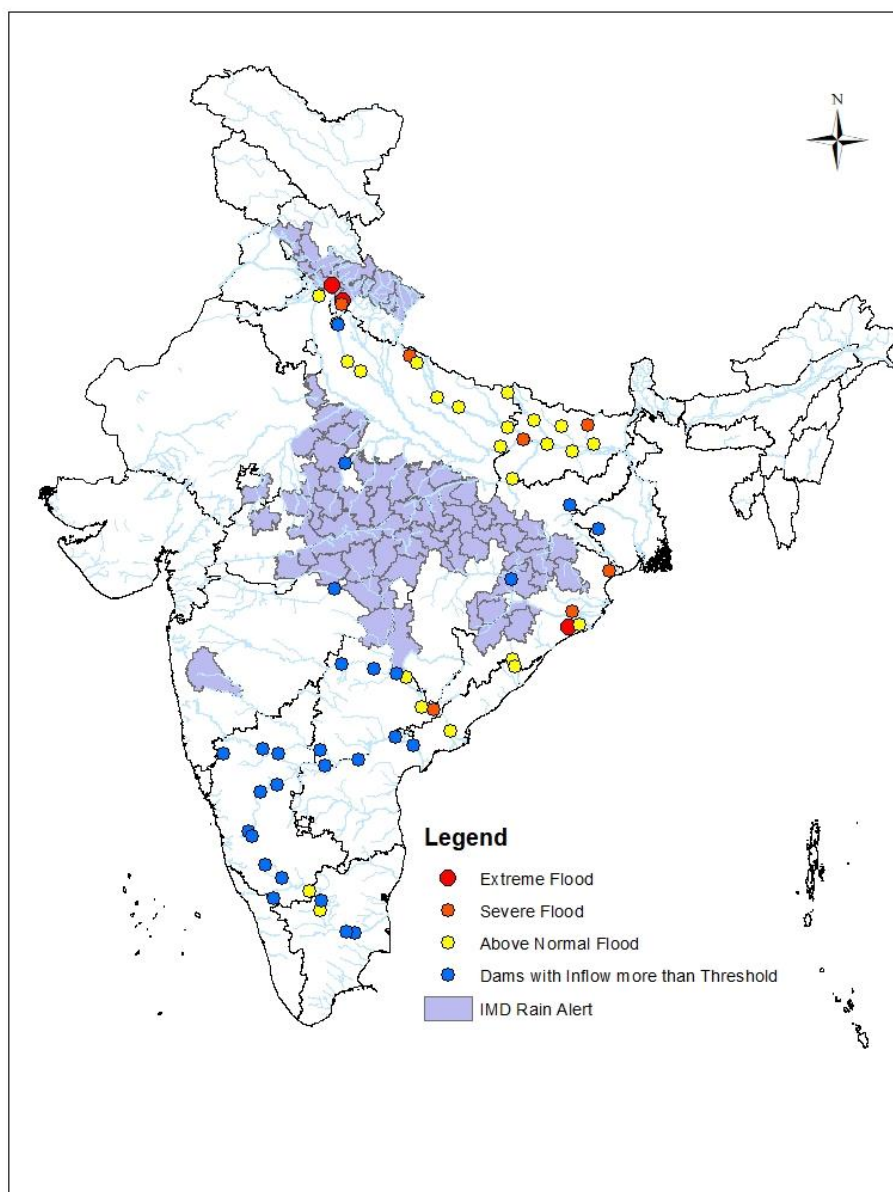 N
Legend
Extreme Flood
Severe Flood
Above Normal Flood
Dams with Inflow more than Threshold
IMD Rain Alert